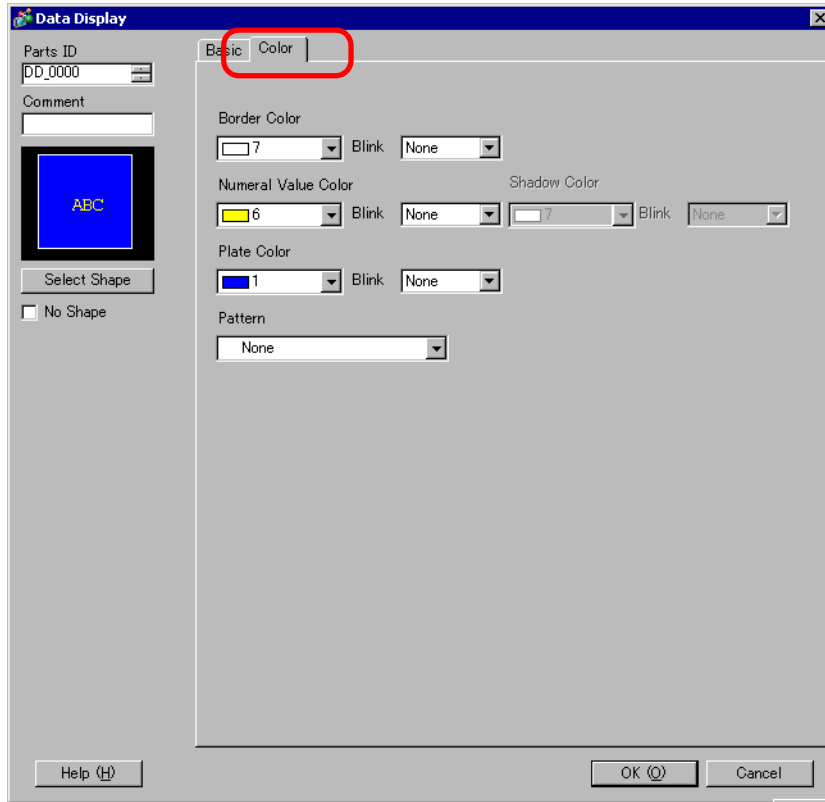 Data Display
Parts ID
DD_0000
Comment
ABC
Select Shape
No Shape
Basic Color
Border Color
7 Blink None
Numeral Value Color Shadow Color
6 Blink None 7 Blink None
Plate Color
1 Blink None
Pattern
None
Help (H) OK (O) Cancel